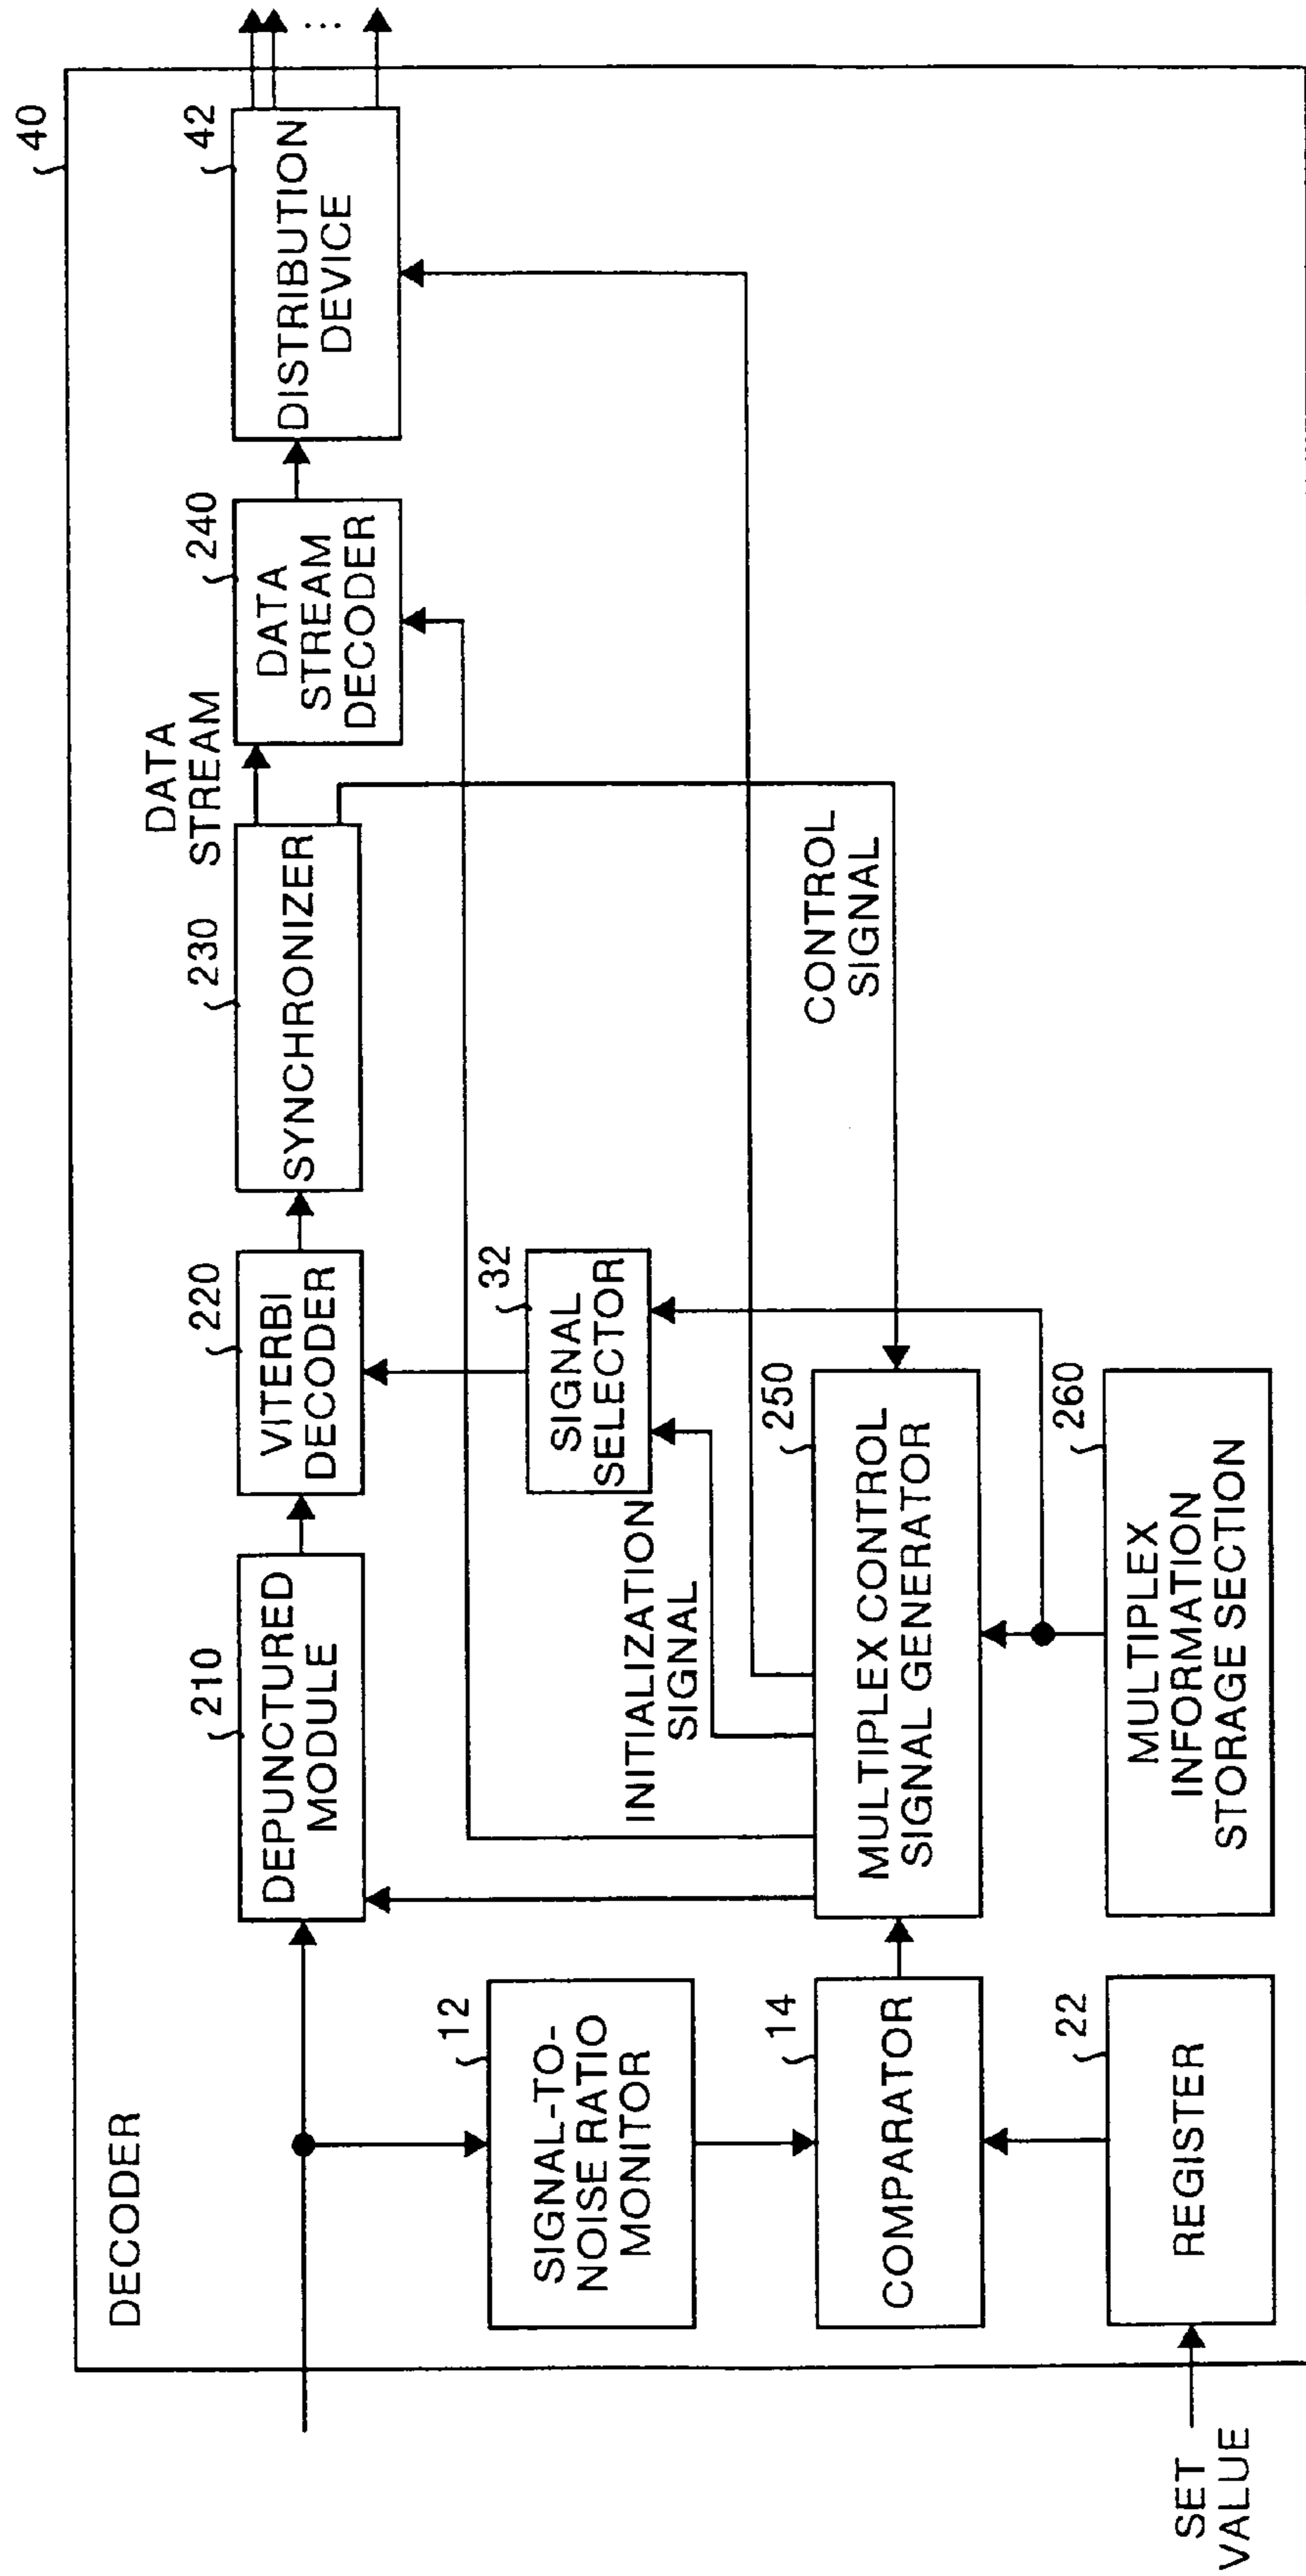 40
DECODER
DATA
STREAM
210
DEPUNCTURED
MODULE
220
VITERBI
DECODER
230
SYNCHRONIZER
240
DATA
STREAM
DECODER
42
DISTRIBUTION
DEVICE
...
12
SIGNAL-TO-
NOISE RATIO
MONITOR
INITIALIZATION
SIGNAL
32
SIGNAL
SELECTOR
CONTROL
SIGNAL
14
COMPARATOR
250
MULTIPLEX CONTROL
SIGNAL GENERATOR
SET
VALUE
22
REGISTER
260
MULTIPLEX
INFORMATION
STORAGE SECTION